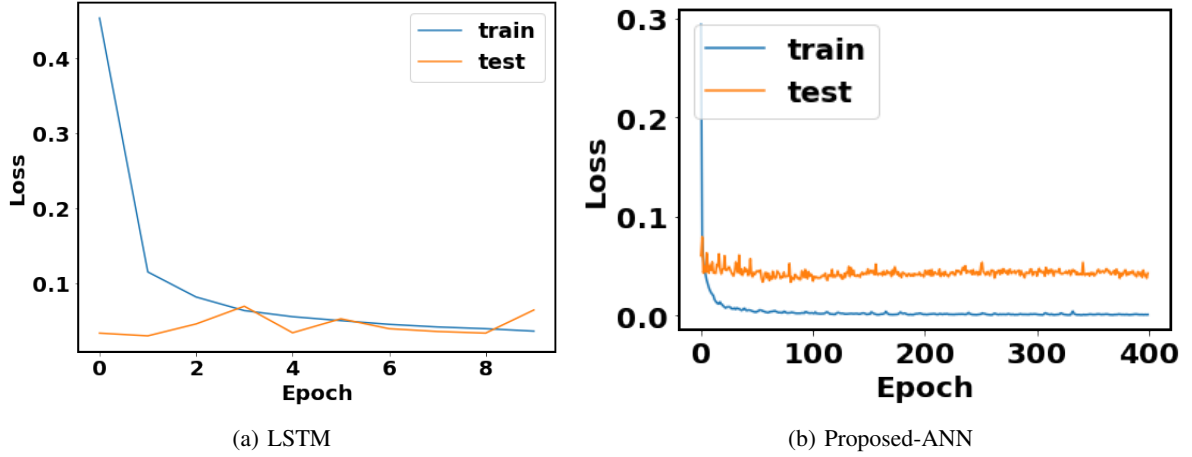 train
test
0.4
0.3
0.2
0.1
Loss
0 2 4 6 8
Epoch
(a) LSTM
train
test
0.3
0.2
0.1
0.0
Loss
0 100 200 300 400
Epoch
(b) Proposed-ANN